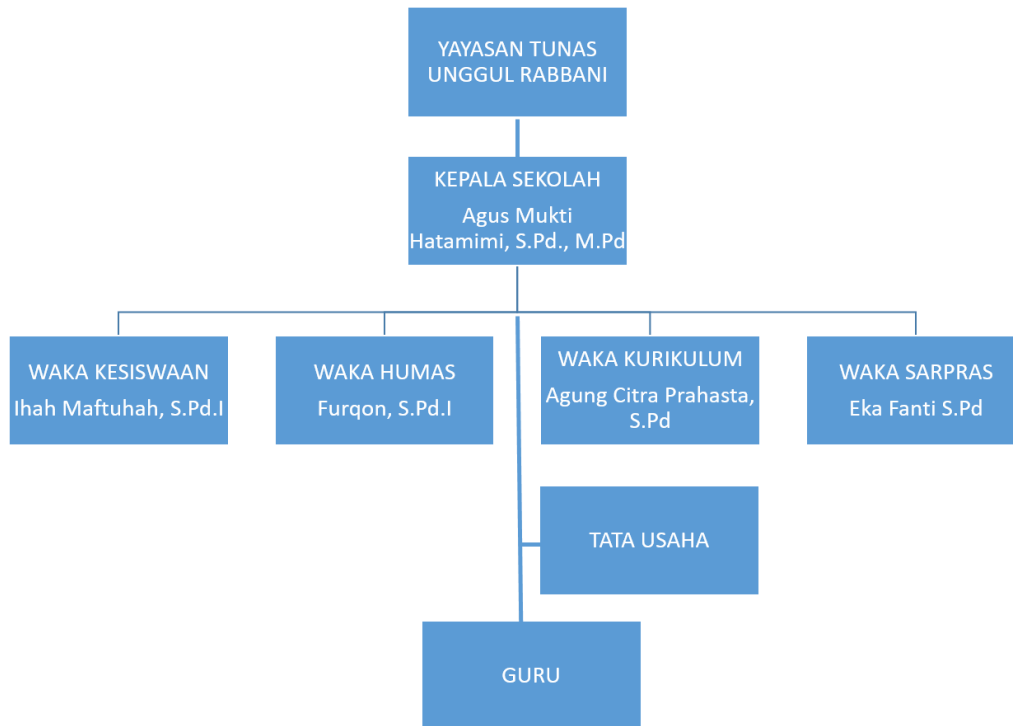 YAYASAN TUNAS
UNGGUL RABBANI
KEPALA SEKOLAH
Agus Mukti
Hatamimi, S.Pd., M.Pd
WAKA KESISWAAN
Ihah Maftuhah, S.Pd.I
WAKA HUMAS
Furqon, S.Pd.I
WAKA KURIKULUM
Agung Citra Prahasta,
S.Pd
WAKA SARPRAS
Eka Fanti S.Pd
TATA USAHA
GURU